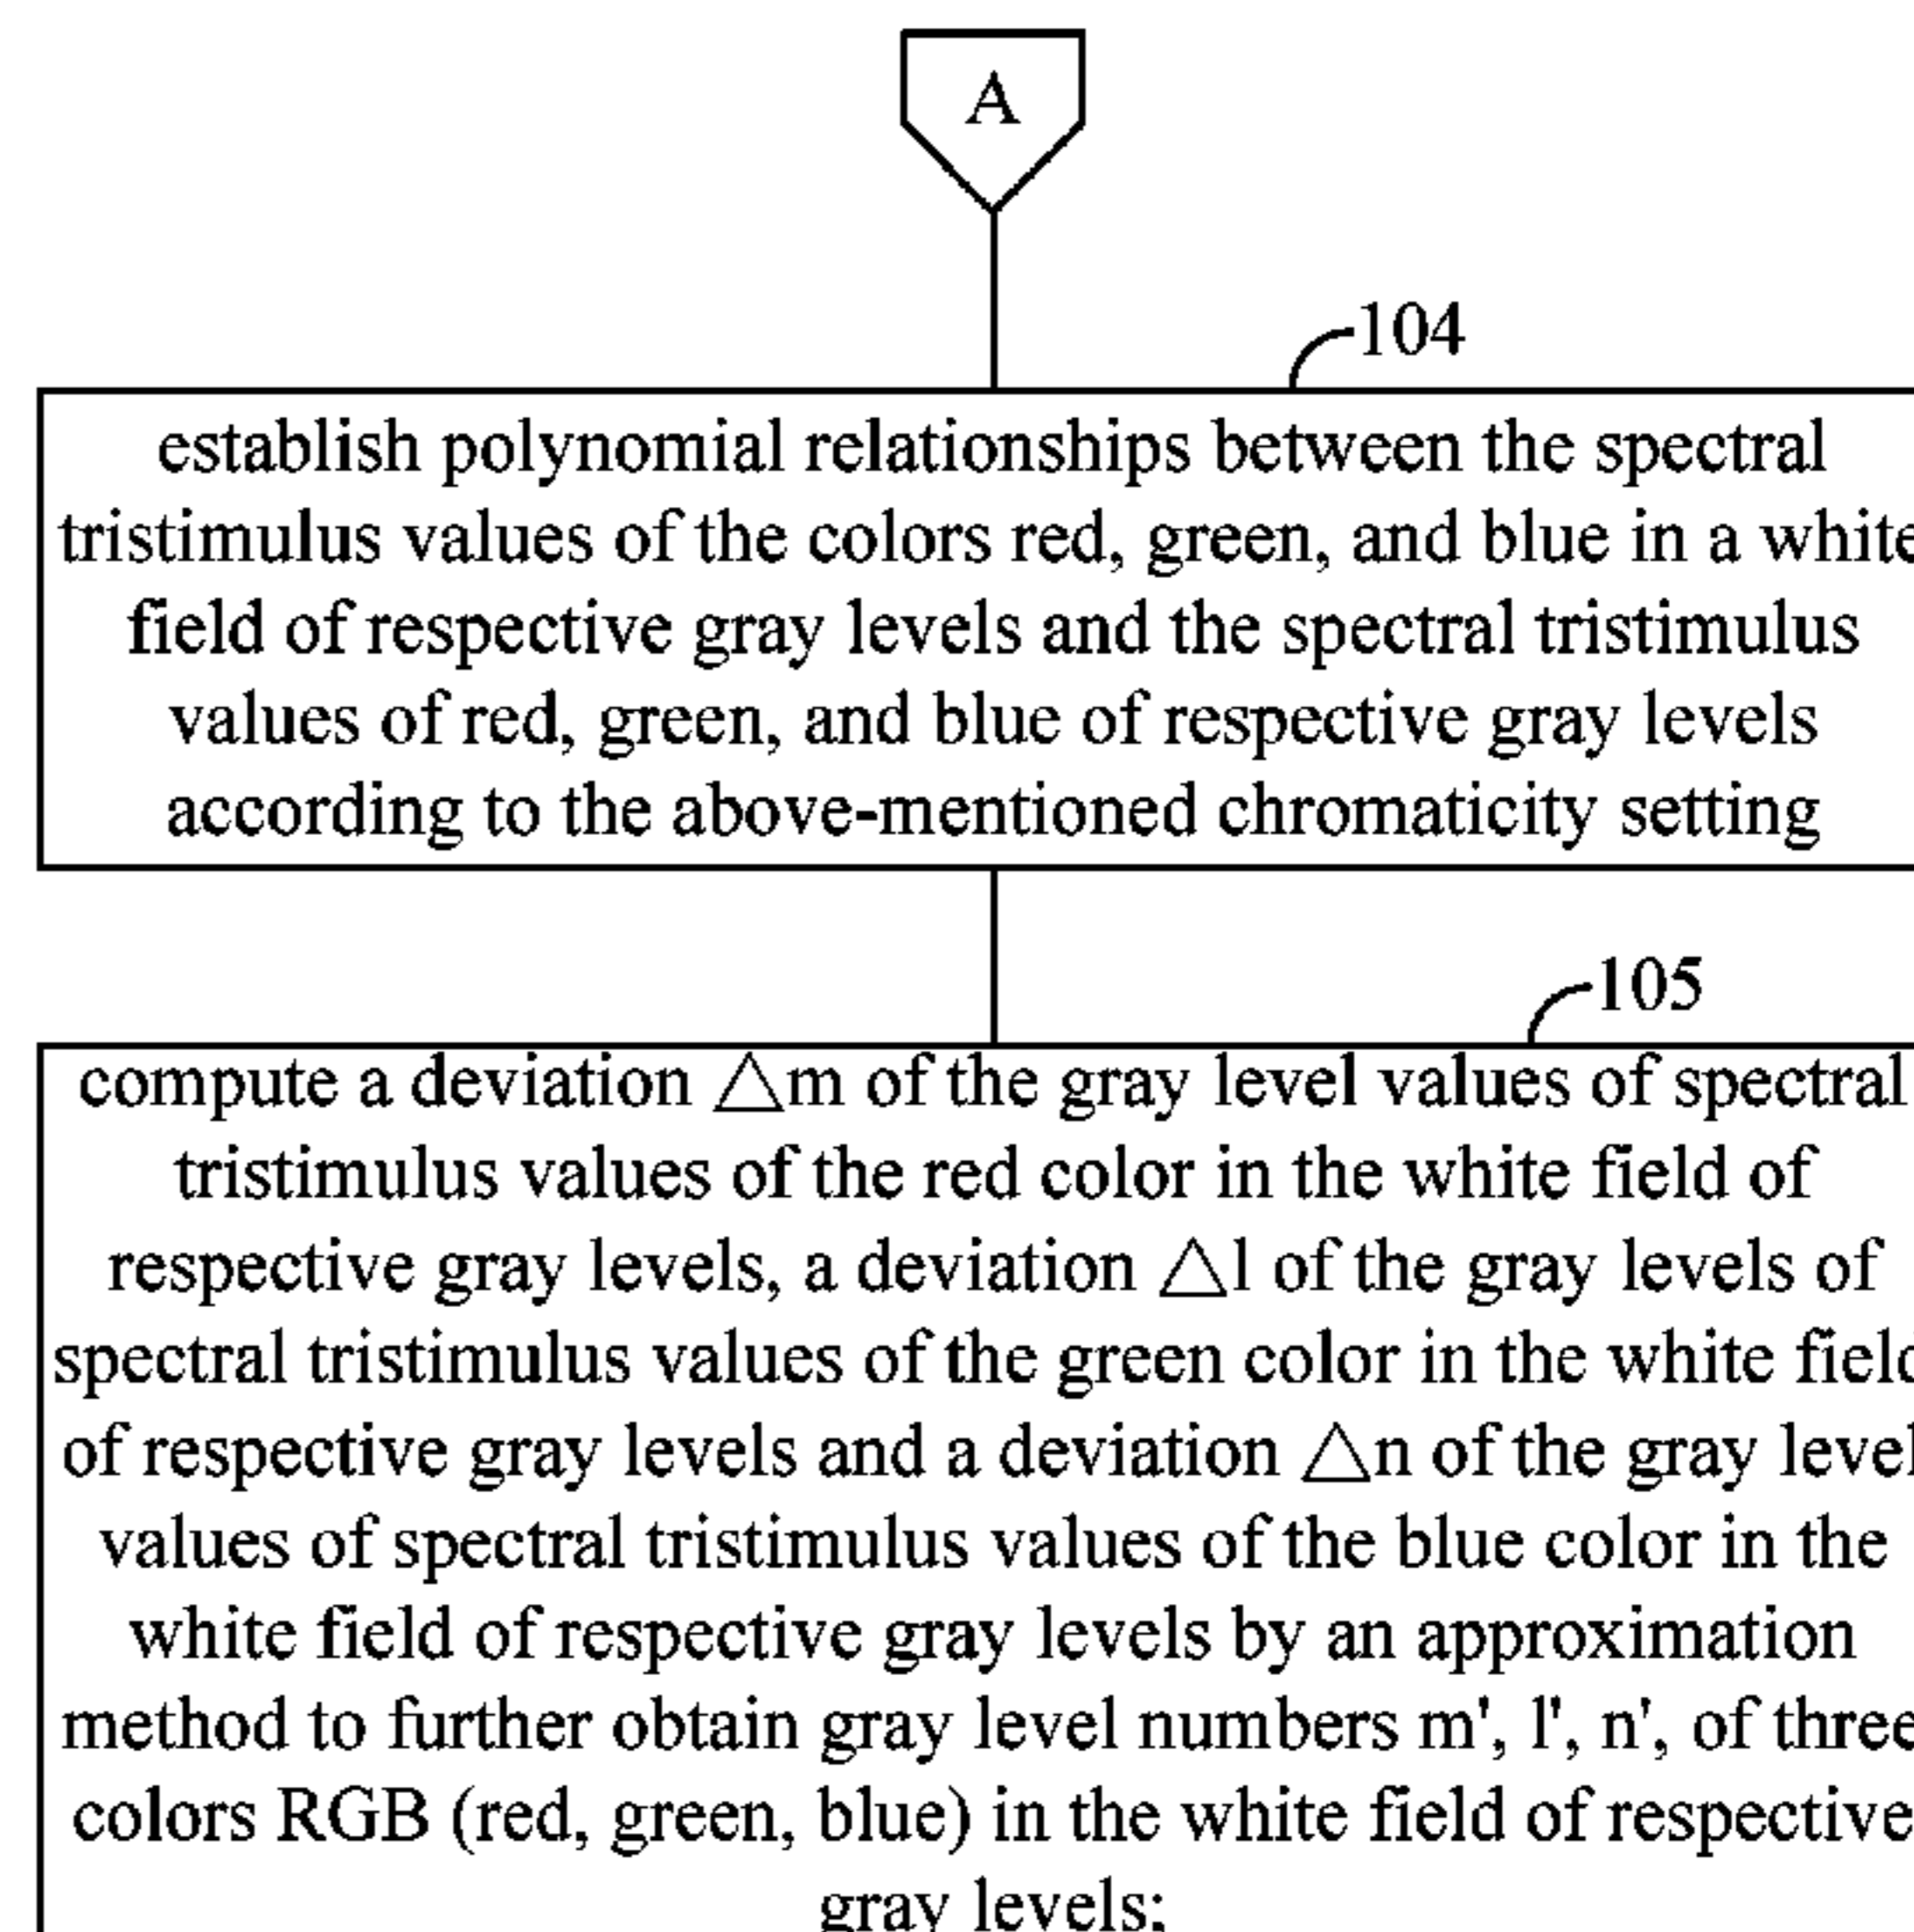 A
104
establish polynomial relationships between the spectral
tristimulus values of the colors red, green, and blue in a white
field of respective gray levels and the spectral tristimulus
values of red, green, and blue of respective gray levels
according to the above-mentioned chromaticity setting
105
compute a deviation △m of the gray level values of spectral
tristimulus values of the red color in the white field of
respective gray levels, a deviation △l of the gray levels of
spectral tristimulus values of the green color in the white field
of respective gray levels and a deviation △n of the gray level
values of spectral tristimulus values of the blue color in the
white field of respective gray levels by an approximation
method to further obtain gray level numbers m', l', n', of three
colors RGB (red, green, blue) in the white field of respective
gray levels;